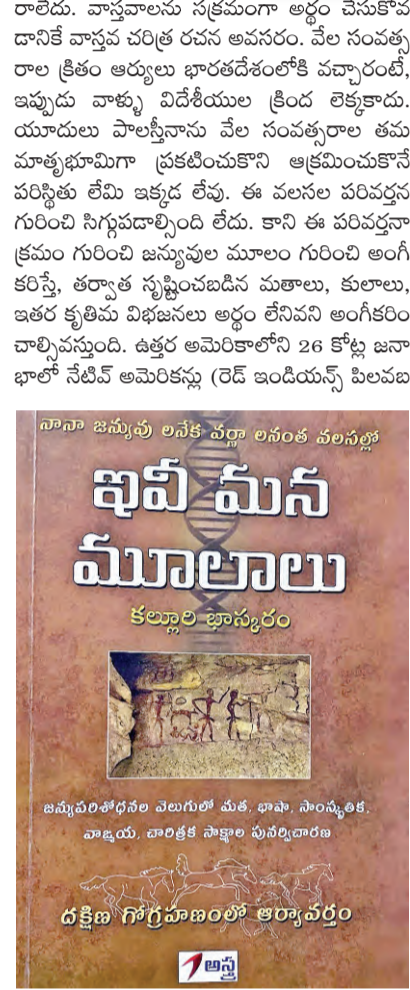 రాలేదు. వాస్తవాలను సక్రమంగా అర్థం చేసుకోవ
డానికే వాస్తవ చరిత్ర రచన అవసరం. వేల సంవత్స
రాల క్రితం ఆర్యులు భారతదేశంలోకి వచ్చారంటే,
ఇప్పుడు వాళ్ళు విదేశీయుల క్రింద లెక్కకాదు.
యూదులు పాలస్తీనాను వేల సంవత్సరాల తమ
మాతృభూమిగా ప్రకటించుకొని ఆక్రమించుకొనే
పరిస్థితు లేమి ఇక్కడ లేవు. ఈ వలసల పరివర్తన
గురించి సిగ్గుపడాల్సింది లేదు. కాని ఈ పరివర్తనా
క్రమం గురించి జన్యువుల మూలం గురించి అంగీ
కరిస్తే, తర్వాత సృష్టించబడిన మతాలు, కులాలు,
ఇతర కృతిమ విభజనలు అర్థం లేనివని అంగీకరిం
చాల్సివస్తుంది. ఉత్తర అమెరికాలోని 26 కోట్ల జనా
భాలో నేటివ్ అమెరికన్లు (రెడ్ ఇండియన్స్ పిలవబ
నానా జన్యువు లనేక వర్ణా లనంత వలసల్లో
ఇవీ మన
మూలాలు
కల్లూరి భాస్కరం
జన్యుపరిశోధనల వెలుగులో మత, భాషా, సాంస్కృతిక,
వాఙ్మయ, చారిత్రక సాక్ష్యాల పునర్విచారణ
దక్షిణ గోగ్రహణంలో ఆర్యావర్తం
అస్త్ర